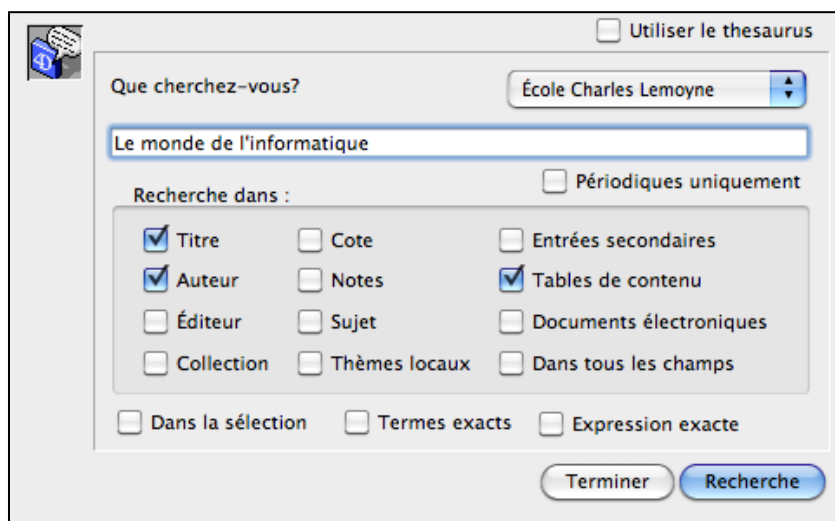 Utiliser le thesaurus
Que cherchez-vous? École Charles Lemoyne
Le monde de l'informatique
Périodiques uniquement
Recherche dans :
Titre Cote Entrées secondaires
Auteur Notes Tables de contenu
Éditeur Sujet Documents électroniques
Collection Thèmes locaux Dans tous les champs
Dans la sélection Termes exacts Expression exacte
Terminer Recherche